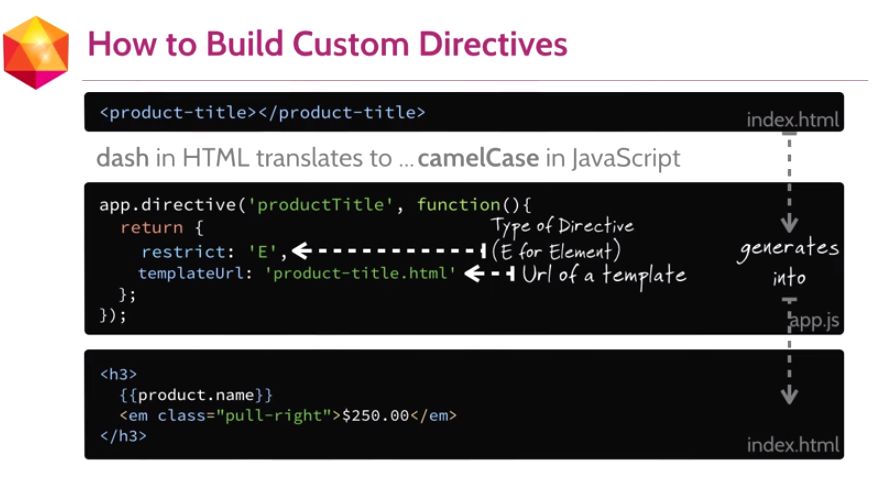 How to Build Custom Directives
<product-title></product-title>
index.html
dash in HTML translates to ... camelCase in JavaScript
app.directive('productTitle', function(){
return {
restrict: 'E',
templateUrl: 'product-title.html'
};
});
Type of Directive
(E for Element)
Url of a template
generates
into
app.js
<h3>
{{product.name}}
<em class="pull-right">$250.00</em>
</h3>
index.html